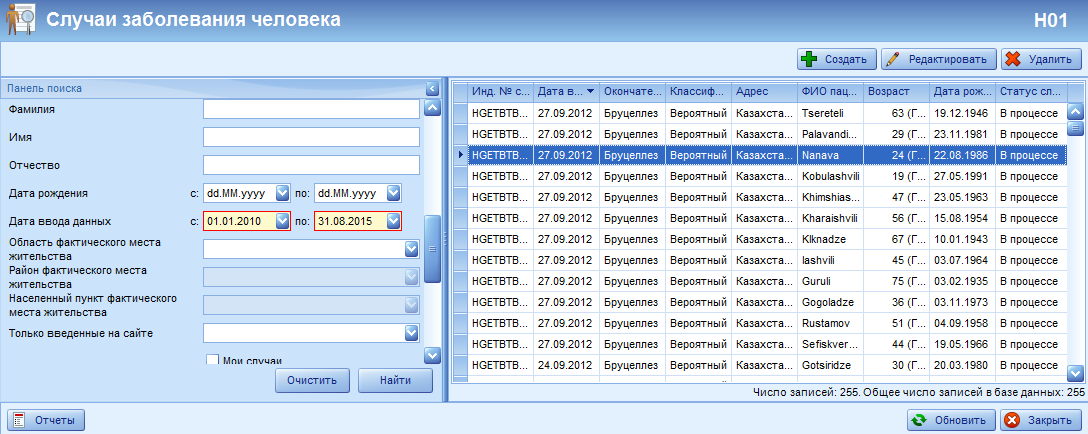 Случаи заболевания человека
H01
Создать Редактировать Удалить
Панель поиска
Фамилия
Имя
Отчество
Дата рождения с: dd.MM.yyyy по: dd.MM.yyyy
Дата ввода данных с: 01.01.2010 по: 31.08.2015
Область фактического места
жительства
Район фактического места
жительства
Населенный пункт фактического
места жительства
Только введенные на сайте
Мои случаи
Очистить Найти
Инд. № с... Дата в... Окончате... Классиф... Адрес ФИО пац... Возраст Дата рож... Статус сл...
HGETBTB... 27.09.2012 Бруцеллез Вероятный Казахста... Tsereteli 63 (Г... 19.12.1946 В процессе
HGETBTB... 27.09.2012 Бруцеллез Вероятный Казахста... Palavandi... 29 (Г... 23.11.1981 В процессе
HGETBTB... 27.09.2012 Бруцеллез Вероятный Казахста... Nanava 24 (Г... 22.08.1986 В процессе
HGETBTB... 27.09.2012 Бруцеллез Вероятный Казахста... Kobulashvili 19 (Г... 27.05.1991 В процессе
HGETBTB... 27.09.2012 Бруцеллез Вероятный Казахста... Khimshias... 47 (Г... 23.05.1963 В процессе
HGETBTB... 27.09.2012 Бруцеллез Вероятный Казахста... Kharaishvili 56 (Г... 15.08.1954 В процессе
HGETBTB... 27.09.2012 Бруцеллез Вероятный Казахста... Klknadze 67 (Г... 10.01.1943 В процессе
HGETBTB... 27.09.2012 Бруцеллез Вероятный Казахста... Iashvili 45 (Г... 03.07.1964 В процессе
HGETBTB... 27.09.2012 Бруцеллез Вероятный Казахста... Guruli 75 (Г... 03.02.1935 В процессе
HGETBTB... 27.09.2012 Бруцеллез Вероятный Казахста... Gogoladze 36 (Г... 03.11.1973 В процессе
HGETBTB... 27.09.2012 Бруцеллез Вероятный Казахста... Rustamov 51 (Г... 04.09.1958 В процессе
HGETBTB... 27.09.2012 Бруцеллез Вероятный Казахста... Sefiskver... 44 (Г... 19.05.1966 В процессе
HGETBTB... 24.09.2012 Бруцеллез Вероятный Казахста... Gotsiridze 30 (Г... 20.03.1980 В процессе
Число записей: 255. Общее число записей в базе данных: 255
Отчеты Обновить Закрыть